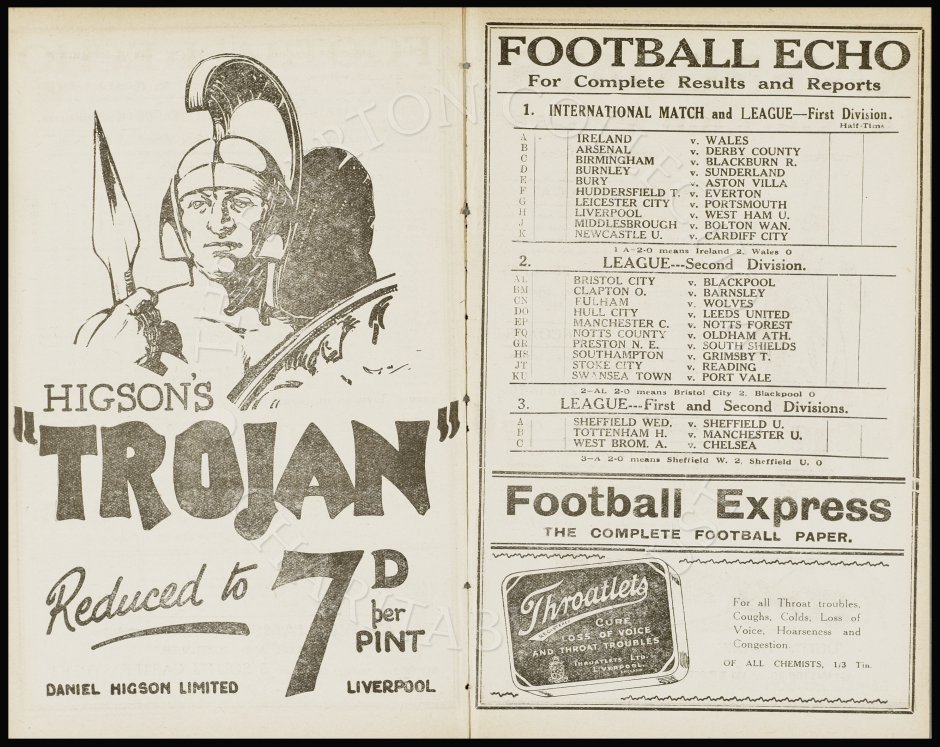 HIGSON'S
"TROJAN"
Reduced to
7D
per
PINT
DANIEL HIGSON LIMITED LIVERPOOL
FOOTBALL ECHO
For Complete Results and Reports
1. INTERNATIONAL MATCH and LEAGUE—First Division.
Half-Time
A IRELAND v. WALES
B ARSENAL v. DERBY COUNTY
C BIRMINGHAM v. BLACKBURN R.
D BURNLEY v. SUNDERLAND
E BURY v. ASTON VILLA
F HUDDERSFIELD T. v. EVERTON
G LEICESTER CITY v. PORTSMOUTH
H LIVERPOOL v. WEST HAM U.
J MIDDLESBROUGH v. BOLTON WAN.
K NEWCASTLE U. v. CARDIFF CITY
1 A-2-0 means Ireland 2, Wales 0
2. LEAGUE---Second Division.
AL BRISTOL CITY v. BLACKPOOL
BM CLAPTON O. v. BARNSLEY
CN FULHAM v. WOLVES
DO HULL CITY v. LEEDS UNITED
EP MANCHESTER C. v. NOTTS FOREST
FQ NOTTS COUNTY v. OLDHAM ATH.
GR PRESTON N. E. v. SOUTH SHIELDS
HS SOUTHAMPTON v. GRIMSBY T.
JT STOKE CITY v. READING
KU SWANSEA TOWN v. PORT VALE
2-AL 2-0 means Bristol City 2, Blackpool 0
3. LEAGUE---First and Second Divisions.
A SHEFFIELD WED. v. SHEFFIELD U.
B TOTTENHAM H. v. MANCHESTER U.
C WEST BROM. A. v. CHELSEA
3-A 2-0 means Sheffield W. 2, Sheffield U. 0
Football Express
THE COMPLETE FOOTBALL PAPER.
Throatlets
CURE
LOSS OF VOICE
AND THROAT TROUBLES
THROATLETS LTD.
LIVERPOOL.
For all Throat troubles,
Coughs, Colds, Loss of
Voice, Hoarseness and
Congestion.
OF ALL CHEMISTS, 1/3 Tin.